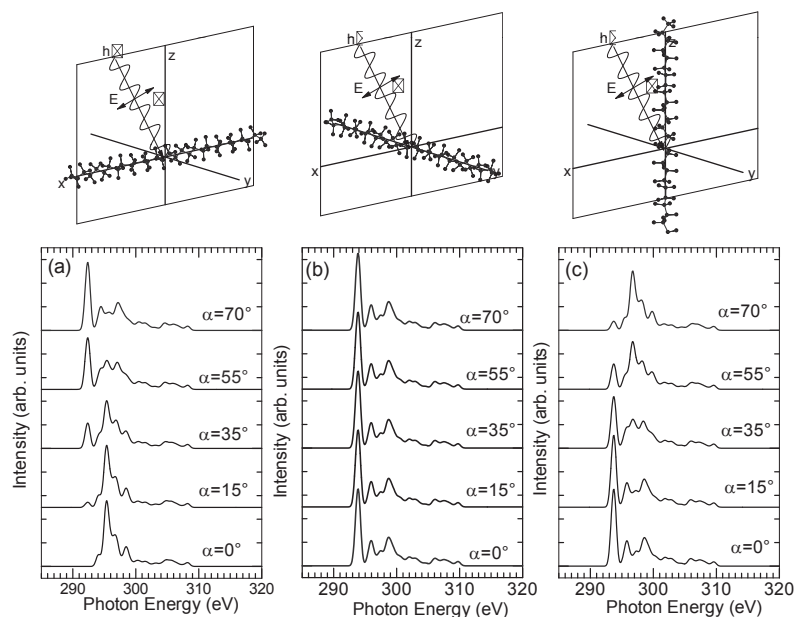 h
z
E
x
y
h
z
E
x
y
h
z
E
x
y
(a)
α=70°
α=55°
α=35°
α=15°
α=0°
Intensity (arb. units)
290 300 310 320
Photon Energy (eV)
(b)
α=70°
α=55°
α=35°
α=15°
α=0°
Intensity (arb. units)
290 300 310 320
Photon Energy (eV)
(c)
α=70°
α=55°
α=35°
α=15°
α=0°
Intensity (arb. units)
290 300 310 320
Photon Energy (eV)